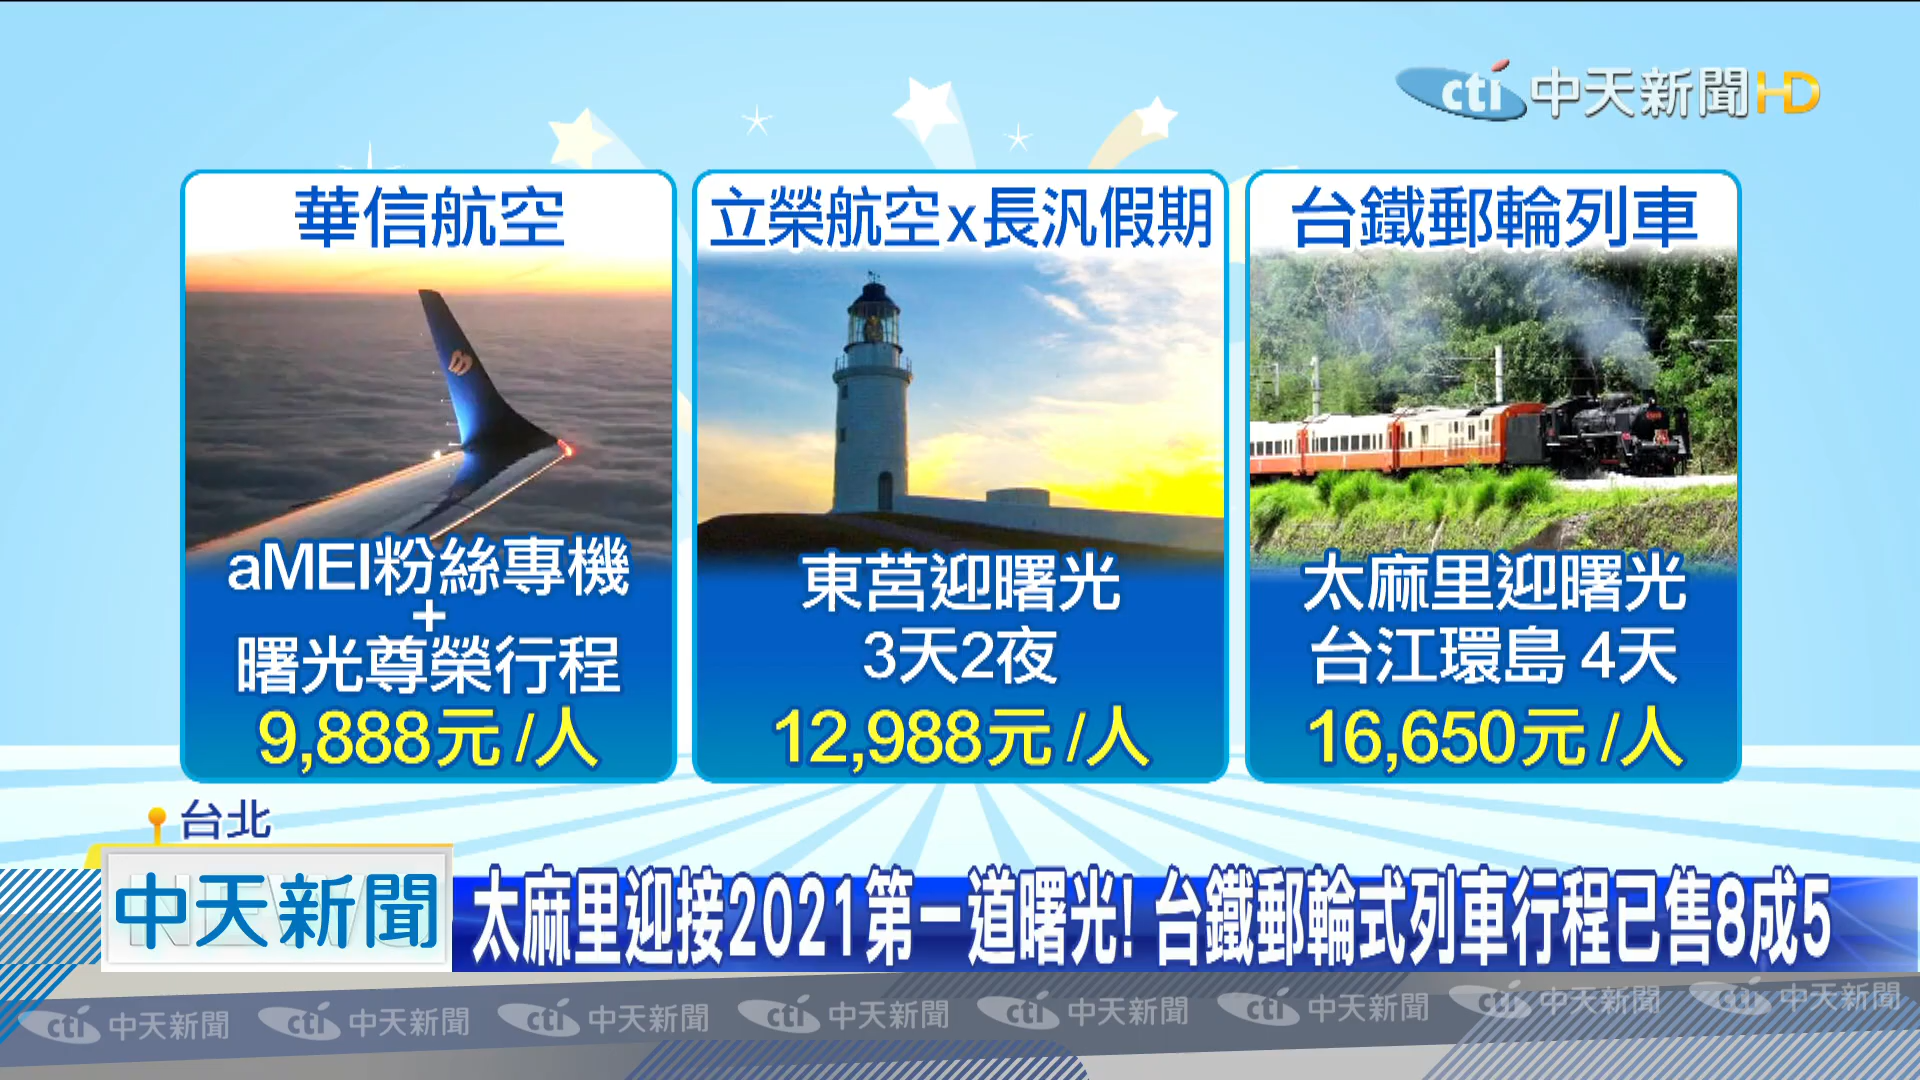 cti 中天新聞HD
華信航空
aMEI粉絲專機
+
曙光尊榮行程
9,888元/人
立榮航空x長汎假期
東莒迎曙光
3天2夜
12,988元/人
台鐵郵輪列車
太麻里迎曙光
台江環島 4天
16,650元/人
台北
中天新聞
太麻里迎接2021第一道曙光! 台鐵郵輪式列車行程已售8成5
cti 中天新聞 cti 中天新聞 cti 中天新聞 cti 中天新聞 cti 中天新聞 cti 中天新聞 cti 中天新聞 cti 中天新聞